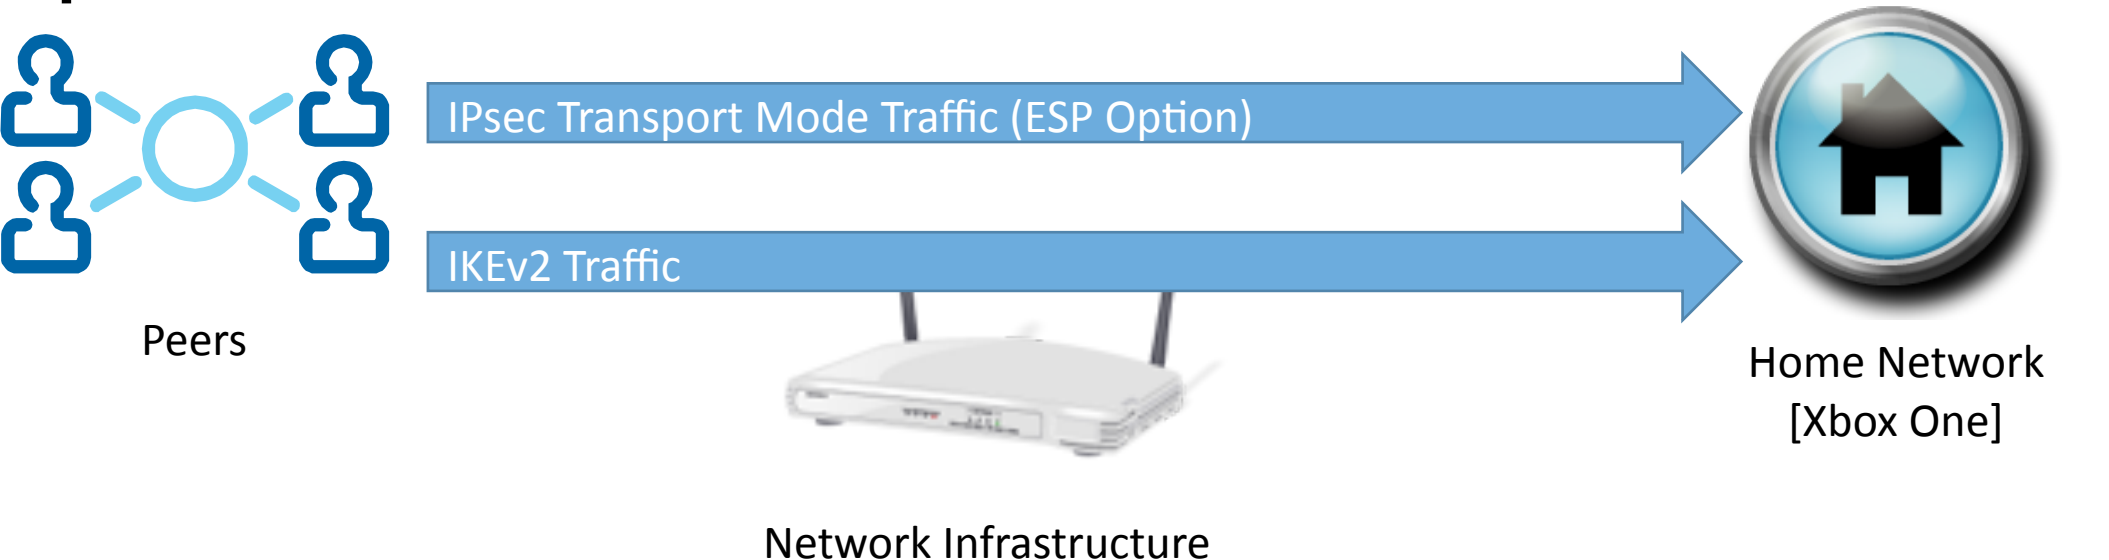 IPsec Transport Mode Traffic (ESP Option)
IKEv2 Traffic
Peers
Home Network
[Xbox One]
Network Infrastructure